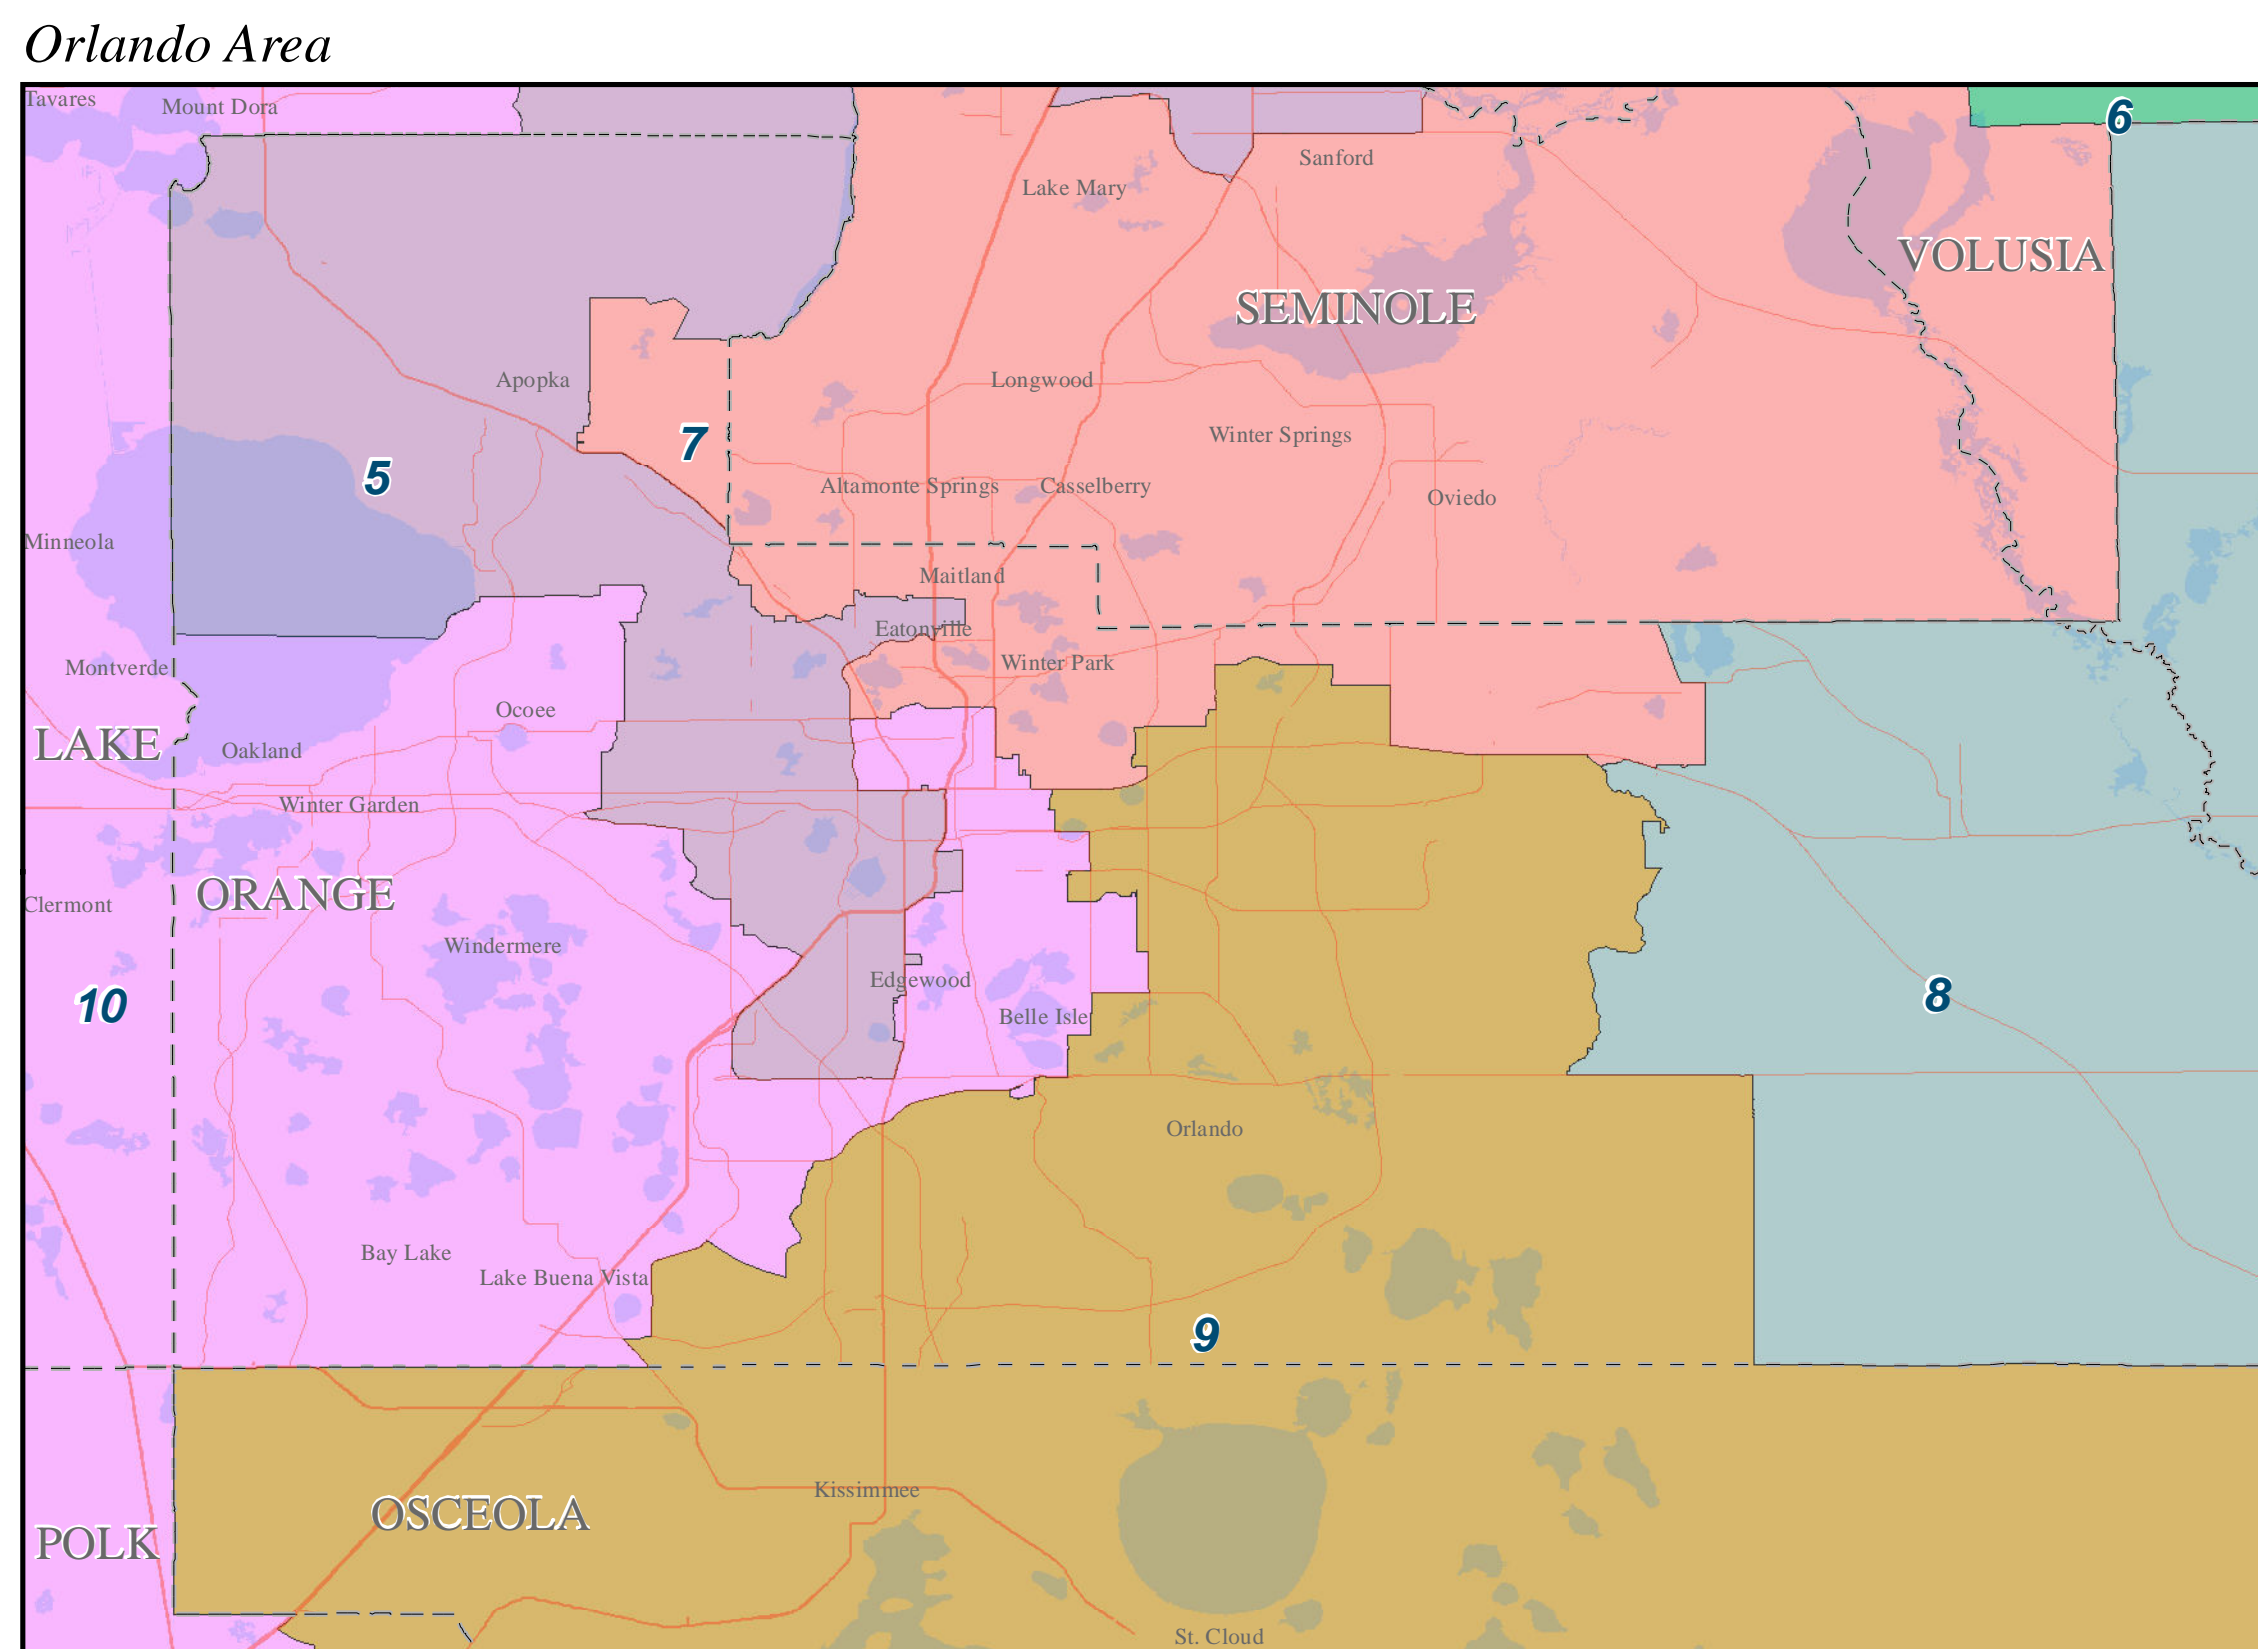 Orlando Area
Tavares
Mount Dora
6
Sanford
Lake Mary
VOLUSIA
SEMINOLE
Apopka
Longwood
7
Winter Springs
5
Altamonte Springs
Casselberry
Oviedo
Minneola
Maitland
Eatonville
Montverde
Winter Park
Ocoee
LAKE
Oakland
Winter Garden
ORANGE
Clermont
Windermere
Edgewood
10
8
Belle Isle
Orlando
Bay Lake
Lake Buena Vista
9
Kissimmee
OSCEOLA
POLK
St. Cloud